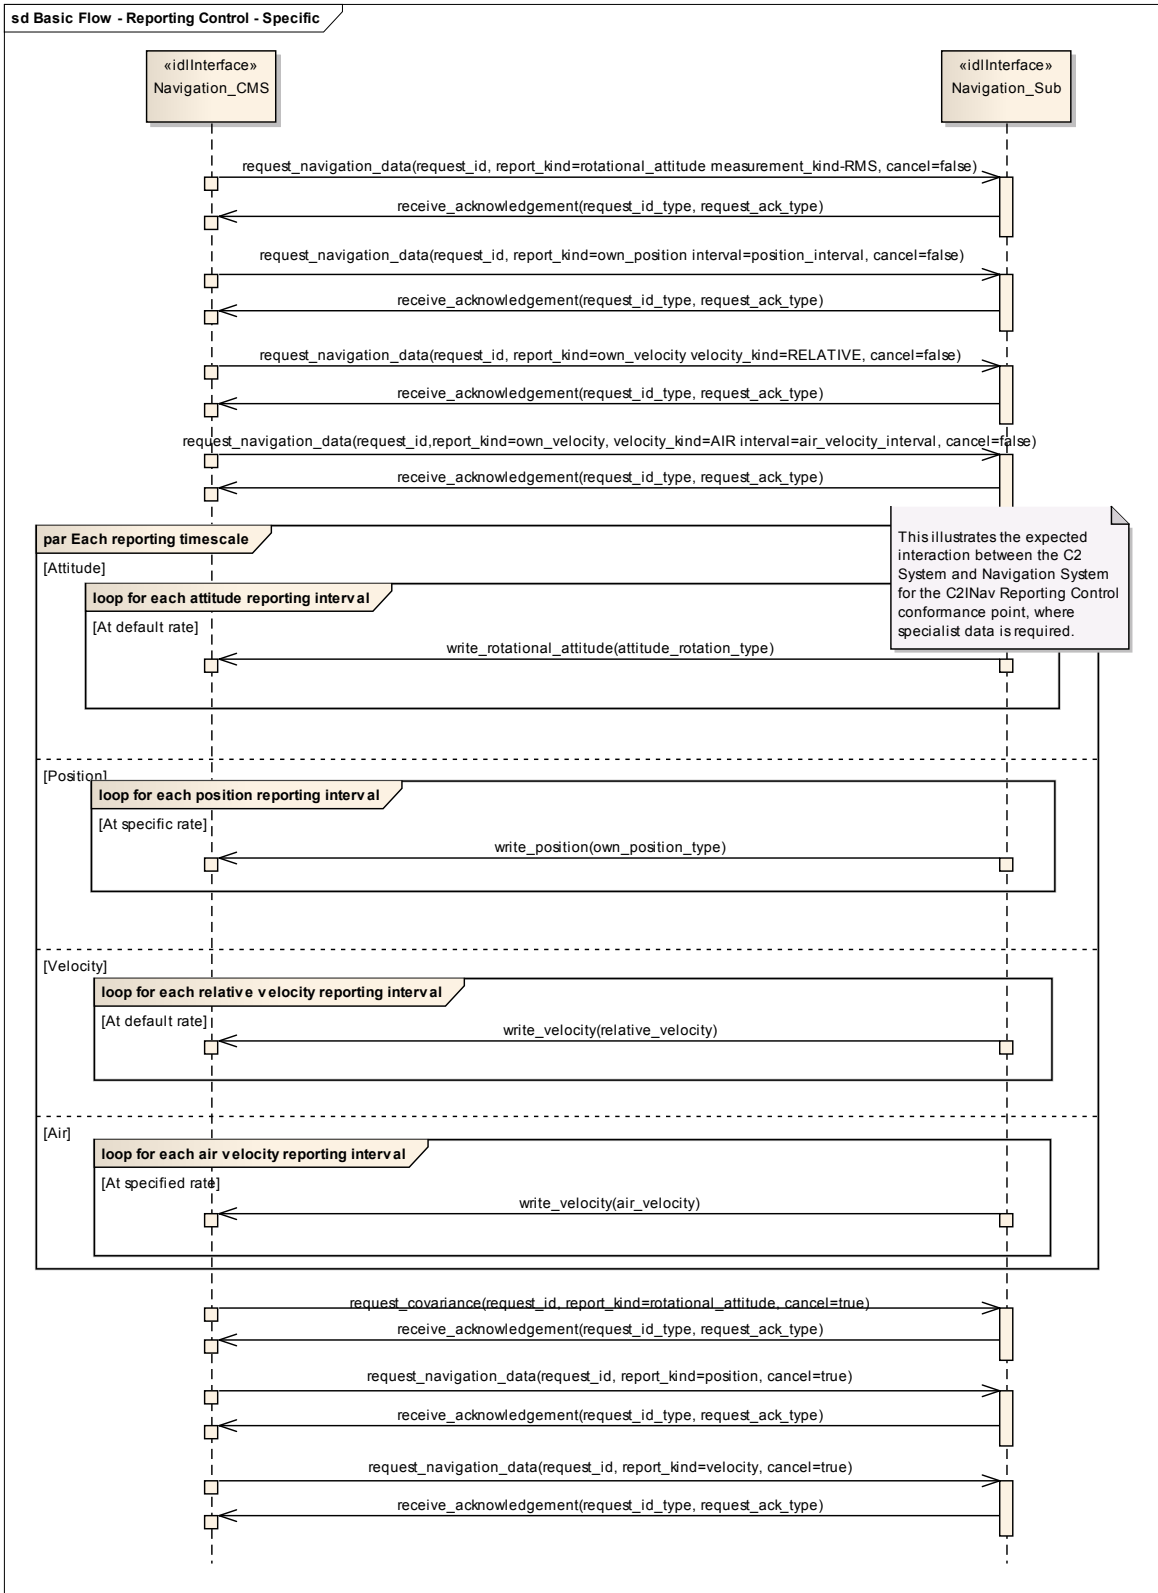 sd Basic Flow - Reporting Control - Specific
«idlInterface»
Navigation_CMS
«idlInterface»
Navigation_Sub
request_navigation_data(request_id, report_kind=rotational_attitude measurement_kind-RMS, cancel=false)
receive_acknowledgement(request_id_type, request_ack_type)
request_navigation_data(request_id, report_kind=own_position interval=position_interval, cancel=false)
receive_acknowledgement(request_id_type, request_ack_type)
request_navigation_data(request_id, report_kind=own_velocity velocity_kind=RELATIVE, cancel=false)
receive_acknowledgement(request_id_type, request_ack_type)
request_navigation_data(request_id,report_kind=own_velocity, velocity_kind=AIR interval=air_velocity_interval, cancel=false)
receive_acknowledgement(request_id_type, request_ack_type)
This illustrates the expected
interaction between the C2
System and Navigation System
for the C2INav Reporting Control
conformance point, where
specialist data is required.
par Each reporting timescale
[Attitude]
loop for each attitude reporting interval
[At default rate]
write_rotational_attitude(attitude_rotation_type)
[Position]
loop for each position reporting interval
[At specific rate]
write_position(own_position_type)
[Velocity]
loop for each relative velocity reporting interval
[At default rate]
write_velocity(relative_velocity)
[Air]
loop for each air velocity reporting interval
[At specified rate]
write_velocity(air_velocity)
request_covariance(request_id, report_kind=rotational_attitude, cancel=true)
receive_acknowledgement(request_id_type, request_ack_type)
request_navigation_data(request_id, report_kind=position, cancel=true)
receive_acknowledgement(request_id_type, request_ack_type)
request_navigation_data(request_id, report_kind=velocity, cancel=true)
receive_acknowledgement(request_id_type, request_ack_type)